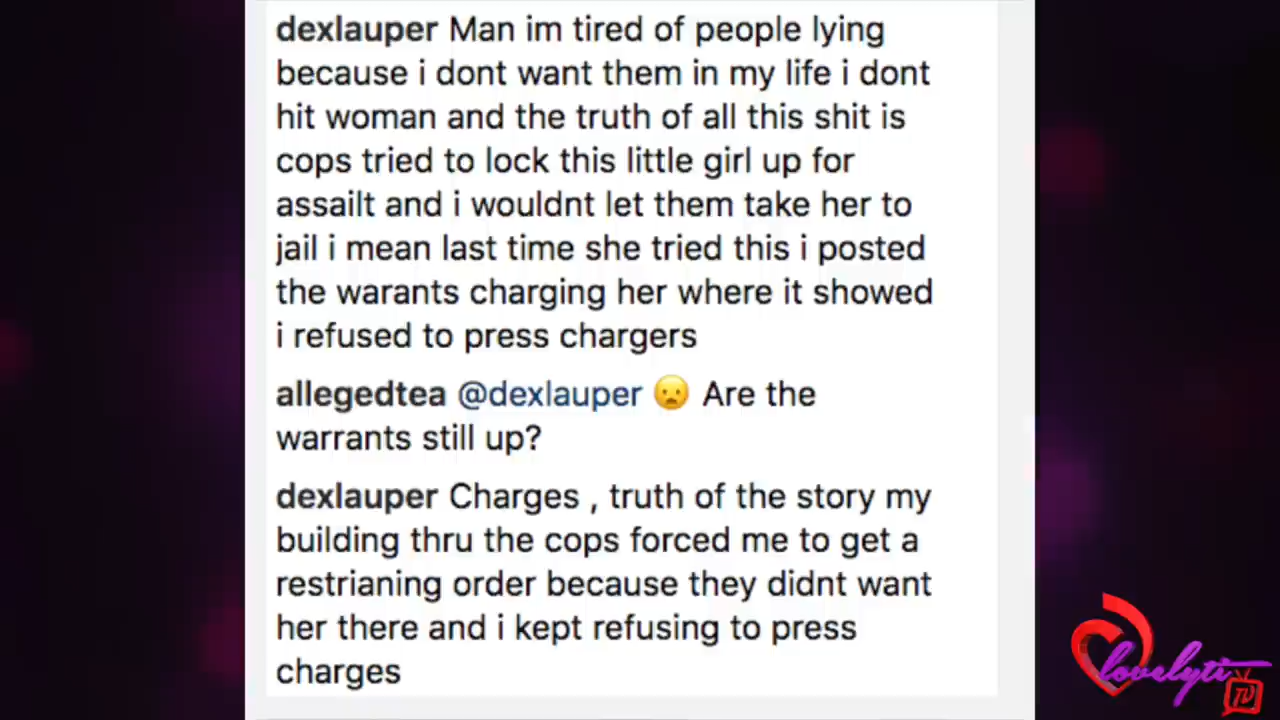 dexlauper Man im tired of people lying
because i dont want them in my life i dont
hit woman and the truth of all this shit is
cops tried to lock this little girl up for
assailt and i wouldnt let them take her to
jail i mean last time she tried this i posted
the warants charging her where it showed
i refused to press chargers
allegedtea @dexlauper 😦 Are the
warrants still up?
dexlauper Charges , truth of the story my
building thru the cops forced me to get a
restrianing order because they didnt want
her there and i kept refusing to press
charges
lovelyti
TV